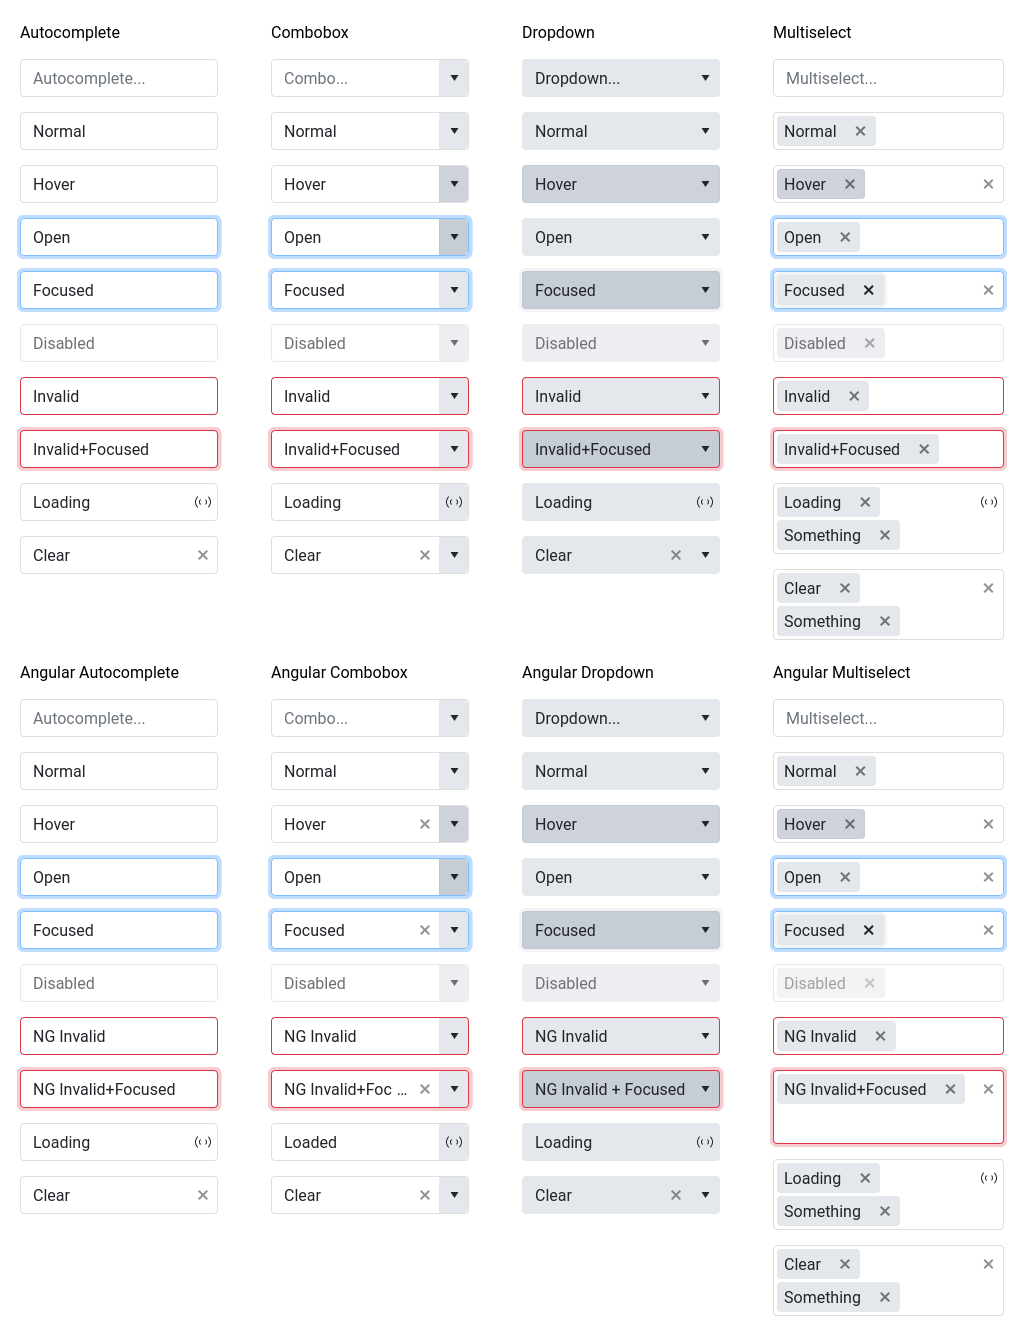 Autocomplete Combobox Dropdown Multiselect
Autocomplete... Combo... Dropdown... Multiselect...
Normal Normal Normal Normal
Hover Hover Hover Hover
Open Open Open Open
Focused Focused Focused Focused
Disabled Disabled Disabled Disabled
Invalid Invalid Invalid Invalid
Invalid+Focused Invalid+Focused Invalid+Focused Invalid+Focused
Loading Loading Loading Loading
Something
Clear Clear Clear
Clear
Something
Angular Autocomplete Angular Combobox Angular Dropdown Angular Multiselect
Autocomplete... Combo... Dropdown... Multiselect...
Normal Normal Normal Normal
Hover Hover Hover Hover
Open Open Open Open
Focused Focused Focused Focused
Disabled Disabled Disabled Disabled
NG Invalid NG Invalid NG Invalid NG Invalid
NG Invalid+Focused NG Invalid+Foc ... NG Invalid + Focused NG Invalid+Focused
Loading Loaded Loading
Loading
Clear Clear Clear
Something
Clear
Something